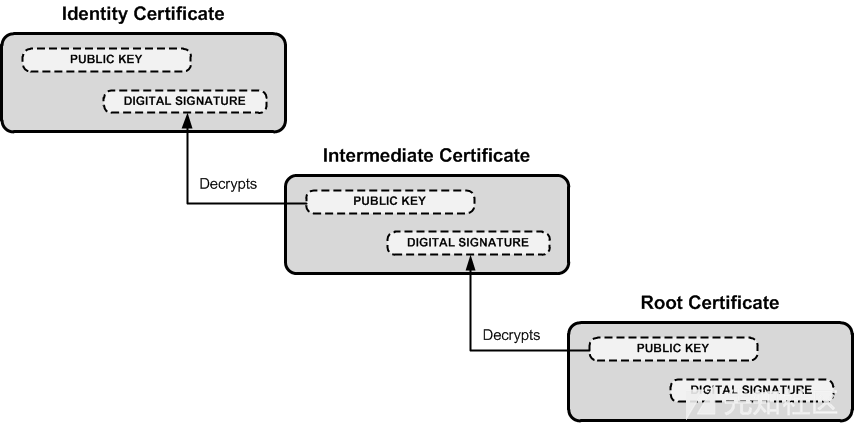 Identity Certificate
PUBLIC KEY
DIGITAL SIGNATURE
Decrypts
Intermediate Certificate
PUBLIC KEY
DIGITAL SIGNATURE
Decrypts
Root Certificate
PUBLIC KEY
DIGITAL SIGNATURE
先知社区